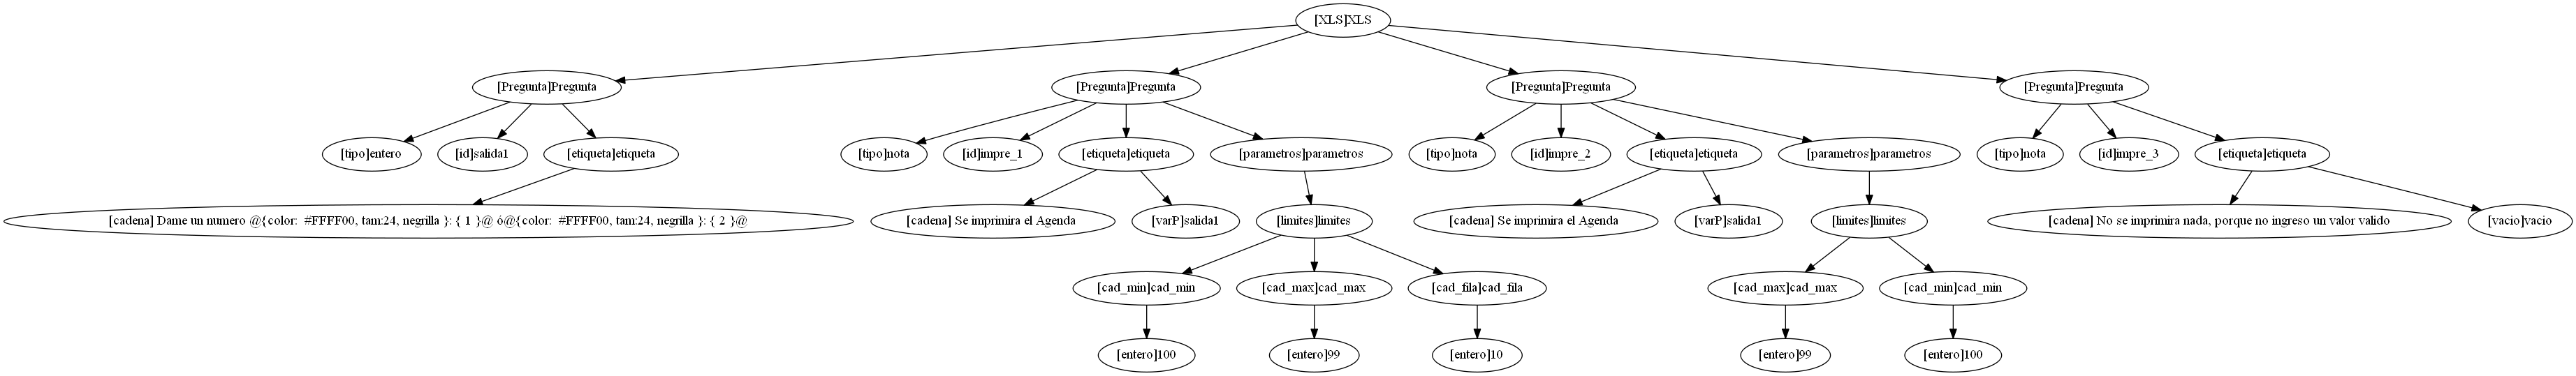 [XLS]XLS
[Pregunta]Pregunta
[Pregunta]Pregunta
[Pregunta]Pregunta
[Pregunta]Pregunta
[tipo]entero
[id]salida1
[etiqueta]etiqueta
[tipo]nota
[id]impre_1
[etiqueta]etiqueta
[parametros]parametros
[tipo]nota
[id]impre_2
[etiqueta]etiqueta
[parametros]parametros
[tipo]nota
[id]impre_3
[etiqueta]etiqueta
[cadena] Dame un numero @{color:  #FFFF00, tam:24, negrilla }: { 1 }@ ó@{color:  #FFFF00, tam:24, negrilla }: { 2 }@
[cadena] Se imprimira el Agenda
[varP]salida1
[limites]limites
[cadena] Se imprimira el Agenda
[varP]salida1
[limites]limites
[cadena] No se imprimira nada, porque no ingreso un valor valido
[vacio]vacio
[cad_min]cad_min
[cad_max]cad_max
[cad_fila]cad_fila
[cad_max]cad_max
[cad_min]cad_min
[entero]100
[entero]99
[entero]10
[entero]99
[entero]100